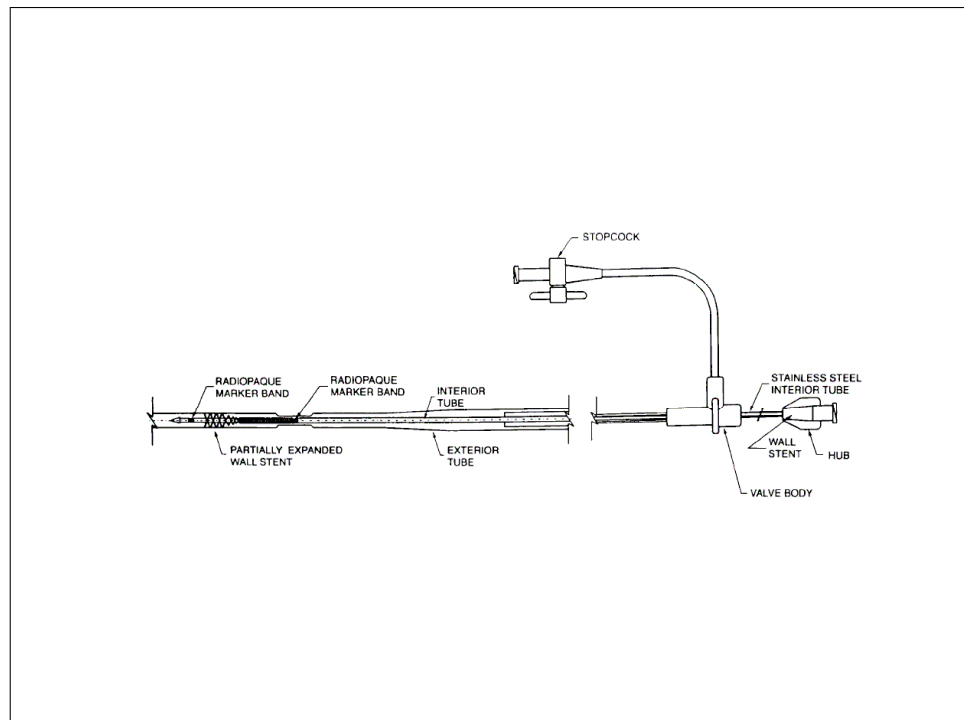 STOPCOCK
RADIOPAQUE
MARKER BAND
RADIOPAQUE
MARKER BAND
INTERIOR
TUBE
STAINLESS STEEL
INTERIOR TUBE
PARTIALLY EXPANDED
WALL STENT
EXTERIOR
TUBE
WALL
STENT
HUB
VALVE BODY